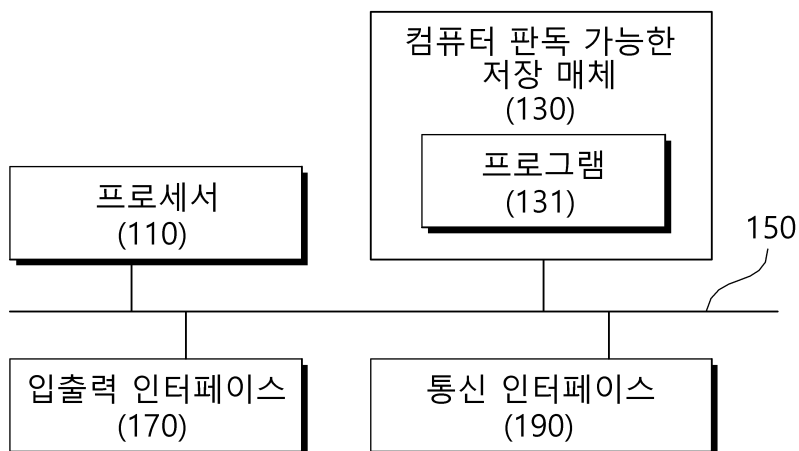 컴퓨터 판독 가능한
저장 매체
(130)
프로그램
(131)
프로세서
(110)
150
입출력 인터페이스
(170)
통신 인터페이스
(190)